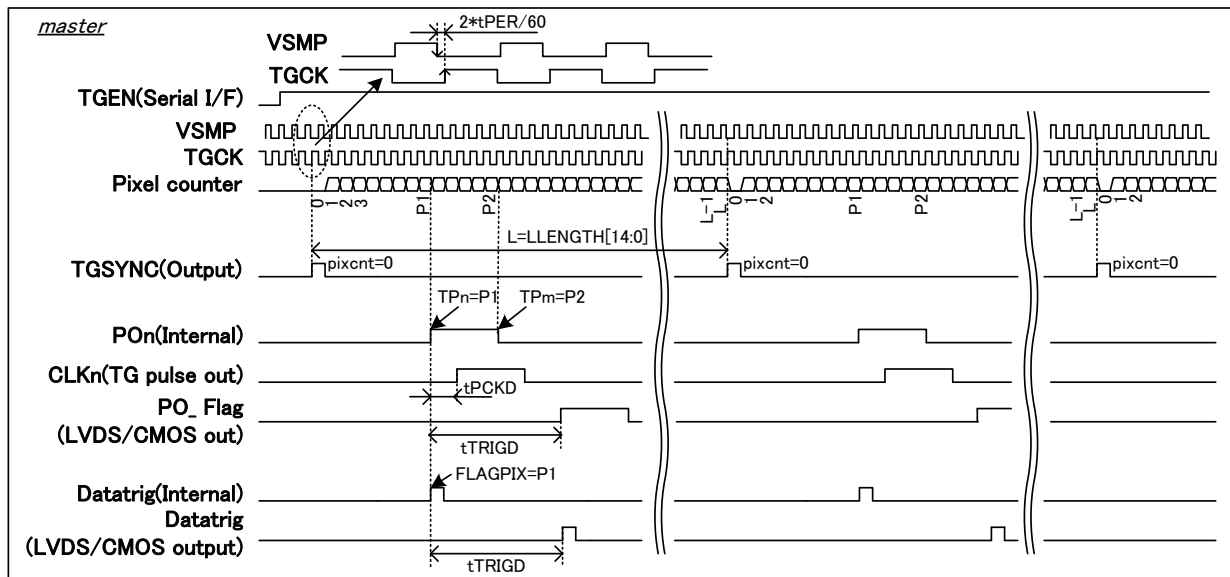 master
2*tPER/60
VSMP
TGCK
TGEN(Serial I/F)
VSMP
TGCK
Pixel counter
0 1 2 3 P1 P2 L-1 L 0 1 2 P1 P2 L-1 L 0 1 2
L=LLENGTH[14:0]
TGSYNC(Output) pixcnt=0 pixcnt=0 pixcnt=0
TPn=P1 TPm=P2
POn(Internal)
CLKn(TG pulse out)
tPCKD
PO_ Flag
(LVDS/CMOS out)
tTRIGD
FLAGPIX=P1
Datatrig(Internal)
Datatrig
(LVDS/CMOS output)
tTRIGD